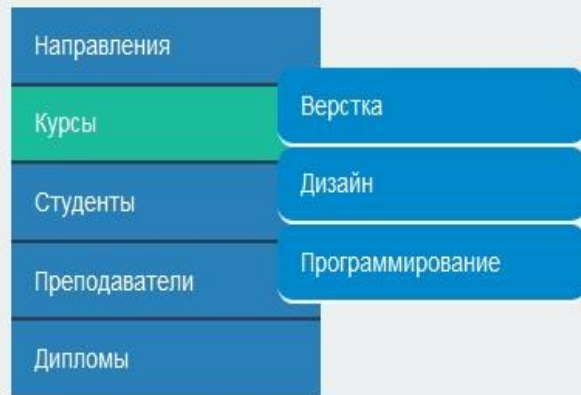 Направления
Курсы
Верстка
Дизайн
Студенты
Программирование
Преподаватели
Дипломы